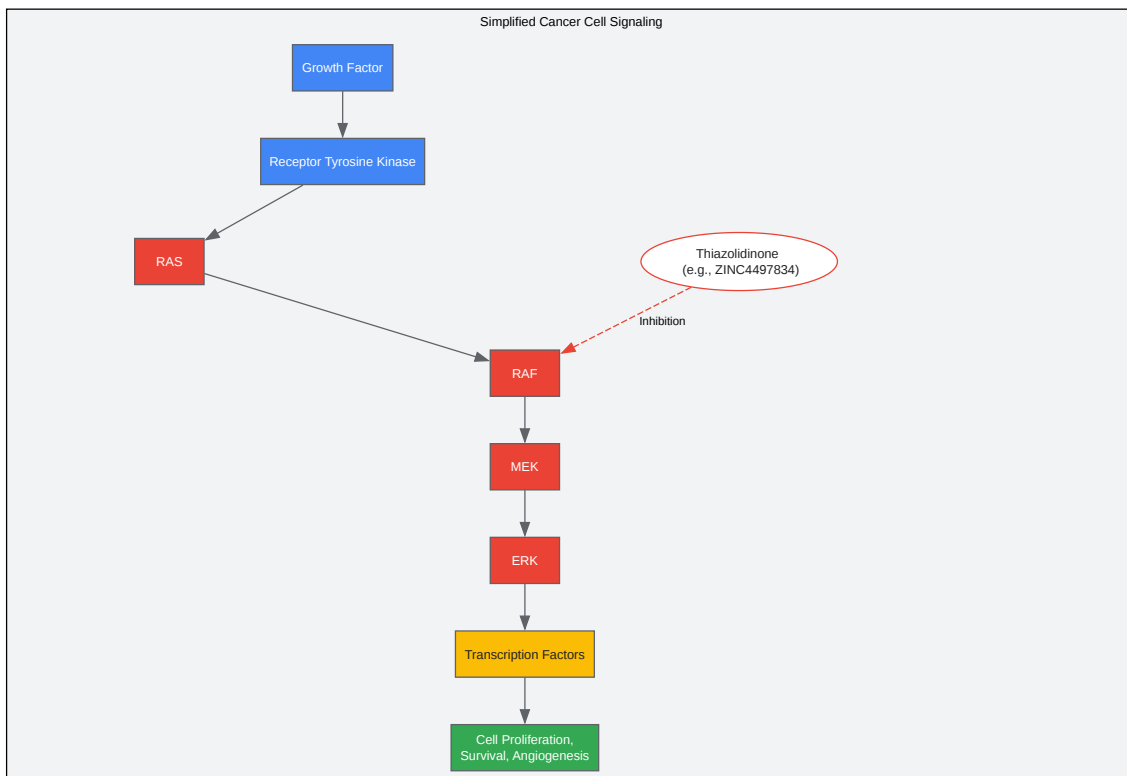 Simplified Cancer Cell Signaling
Growth Factor
Receptor Tyrosine Kinase
RAS
Thiazolidinone
(e.g., ZINC4497834)
Inhibition
RAF
MEK
ERK
Transcription Factors
Cell Proliferation,
Survival, Angiogenesis